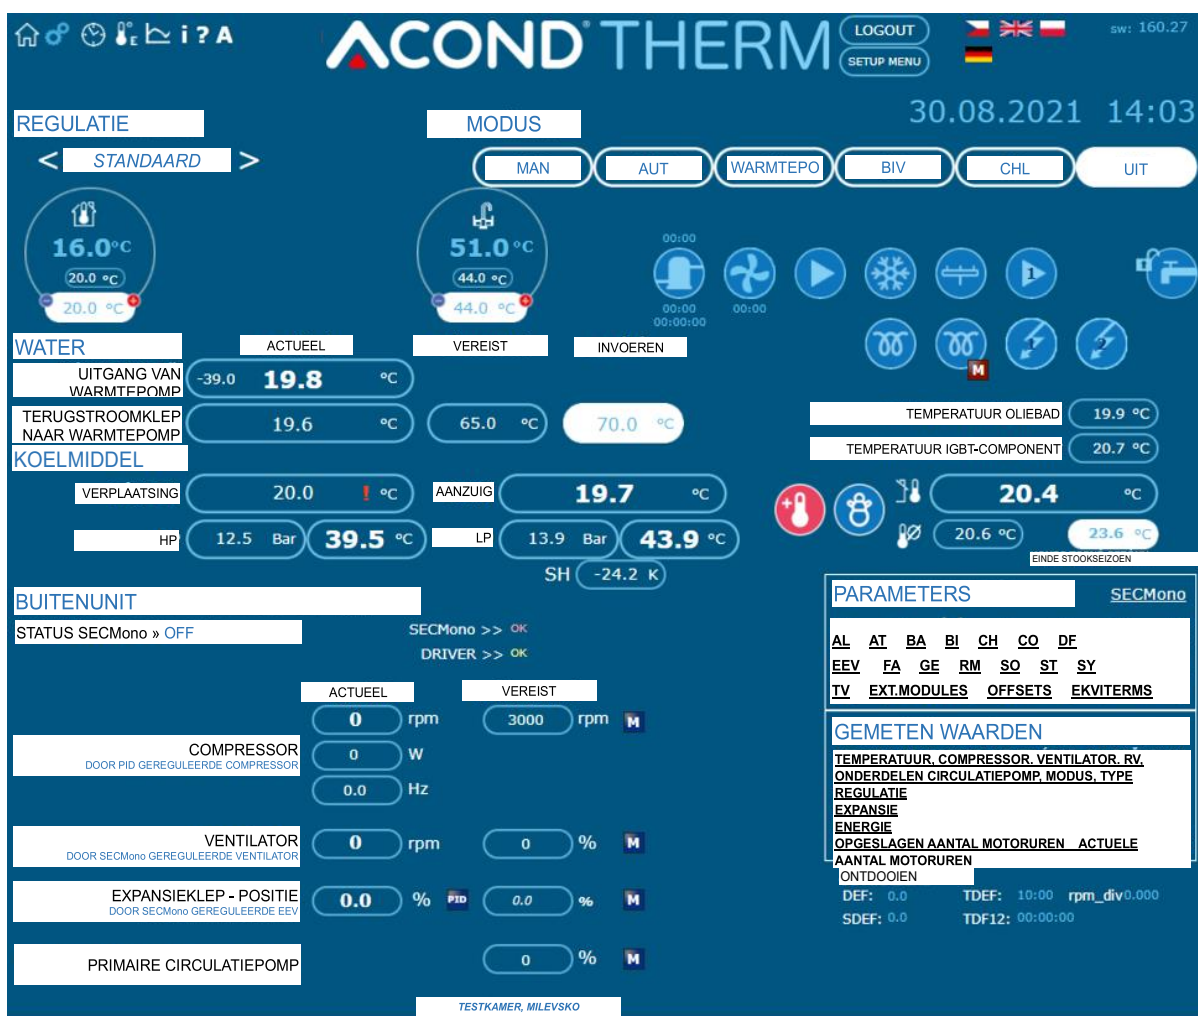 i ? A
ACOND® THERM
LOGOUT
SETUP MENU
sw: 160.27
30.08.2021 14:03
REGULATIE
MODUS
< STANDAARD >
MAN AUT WARMTEPO BIV CHL UIT
16.0°C
20.0 °C
20.0 °C
51.0°C
44.0 °C
44.0 °C
00:00
00:00
00:00:00
00:00
1
1
2
M
WATER
ACTUEEL VEREIST INVOEREN
UITGANG VAN
WARMTEPOMP
-39.0 19.8 °C
TERUGSTROOMKLEP
NAAR WARMTEPOMP
19.6 °C 65.0 °C 70.0 °C
TEMPERATUUR OLIEBAD 19.9 °C
TEMPERATUUR IGBT-COMPONENT 20.7 °C
KOELMIDDEL
VERPLAATSING 20.0 ! °C AANZUIG 19.7 °C
20.4 °C
HP 12.5 Bar 39.5 °C LP 13.9 Bar 43.9 °C
20.6 °C 23.6 °C
EINDE STOOKSEIZOEN
SH -24.2 K
BUITENUNIT
STATUS SECMono » OFF
SECMono >> OK
DRIVER >> OK
ACTUEEL VEREIST
0 rpm 3000 rpm M
COMPRESSOR
DOOR PID GEREGULEERDE COMPRESSOR
0 W
0.0 Hz
VENTILATOR
DOOR SECMono GEREGULEERDE VENTILATOR
0 rpm 0 % M
EXPANSIEKLEP - POSITIE
DOOR SECMono GEREGULEERDE EEV
0.0 % PID 0.0 % M
PRIMAIRE CIRCULATIEPOMP
0 % M
PARAMETERS SECMono
AL AT BA BI CH CO DF
EEV FA GE RM SO ST SY
TV EXT.MODULES OFFSETS EKVITERMS
GEMETEN WAARDEN
TEMPERATUUR, COMPRESSOR. VENTILATOR. RV,
ONDERDELEN CIRCULATIEPOMP, MODUS, TYPE
REGULATIE
EXPANSIE
ENERGIE
OPGESLAGEN AANTAL MOTORUREN ACTUELE
AANTAL MOTORUREN
ONTDOOIEN
DEF: 0.0 TDEF: 10:00 rpm_div0.000
SDEF: 0.0 TDF12: 00:00:00
TESTKAMER, MILEVSKO